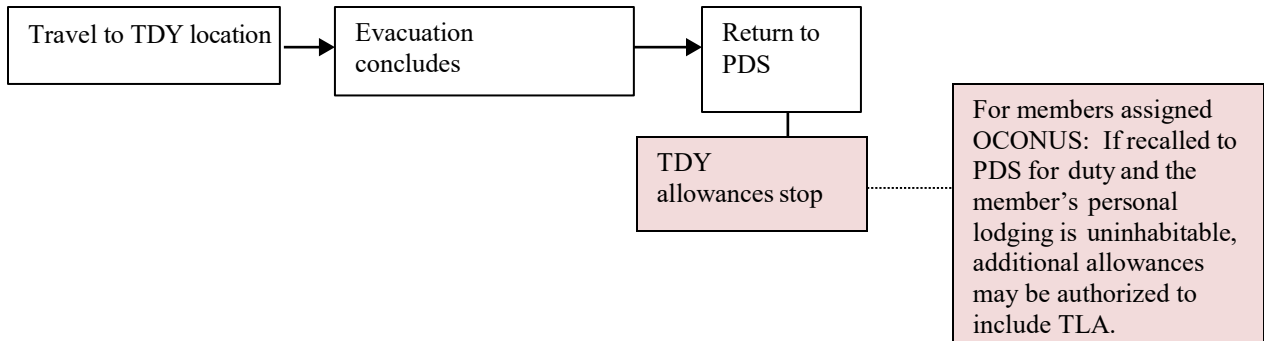 Travel to TDY location
Evacuation
concludes
Return to
PDS
TDY
allowances stop
For members assigned
OCONUS: If recalled to
PDS for duty and the
member’s personal
lodging is uninhabitable,
additional allowances
may be authorized to
include TLA.